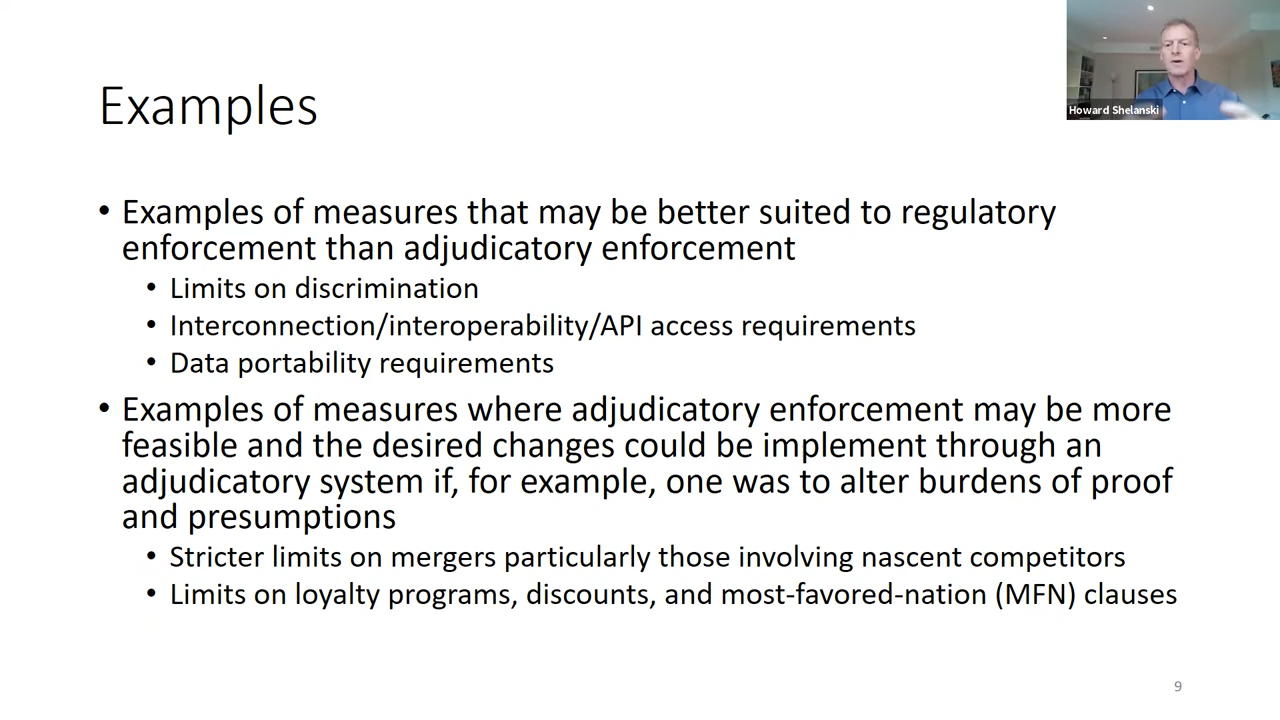 Howard Shelanski
Examples
• Examples of measures that may be better suited to regulatory
enforcement than adjudicatory enforcement
• Limits on discrimination
• Interconnection/interoperability/API access requirements
• Data portability requirements
• Examples of measures where adjudicatory enforcement may be more
feasible and the desired changes could be implement through an
adjudicatory system if, for example, one was to alter burdens of proof
and presumptions
• Stricter limits on mergers particularly those involving nascent competitors
• Limits on loyalty programs, discounts, and most-favored-nation (MFN) clauses
9